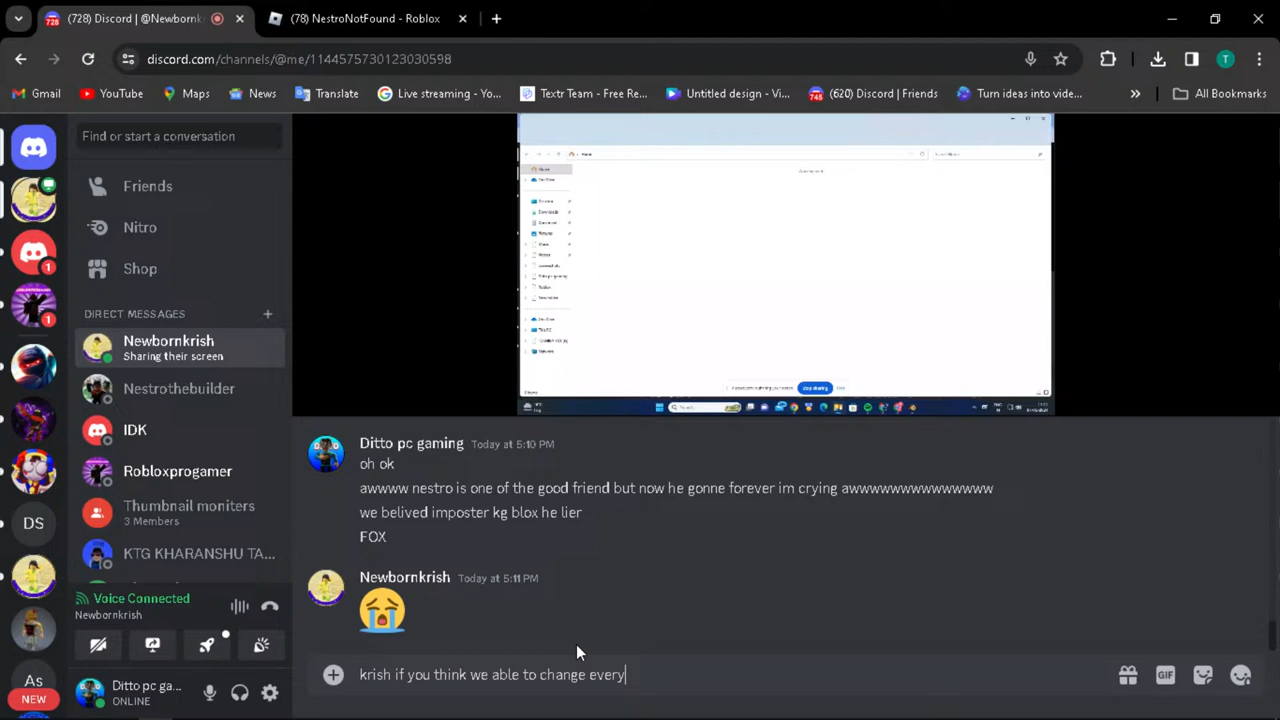 (728) Discord | @Newbornkr
(78) NestroNotFound - Roblox
discord.com/channels/@me/1144575730123030598
Gmail
YouTube
Maps
News
Translate
Live streaming - Yo...
Textr Team - Free Re...
Untitled design - Vi...
(620) Discord | Friends
Turn ideas into vide...
All Bookmarks
Find or start a conversation
Friends
Nitro
Shop
DIRECT MESSAGES
Newbornkrish
Sharing their screen
Nestrothebuilder
IDK
Robloxprogamer
Thumbnail moniters
3 Members
KTG KHARANSHU TA...
Voice Connected
Newbornkrish
Ditto pc ga...
ONLINE
DS
As
NEW
Home
Stop sharing
Ditto pc gaming Today at 5:10 PM
oh ok
awwww nestro is one of the good friend but now he gonne forever im crying awwwwwwwwwwwwww
we belived imposter kg blox he lier
FOX
Newbornkrish Today at 5:11 PM
krish if you think we able to change every
GIF